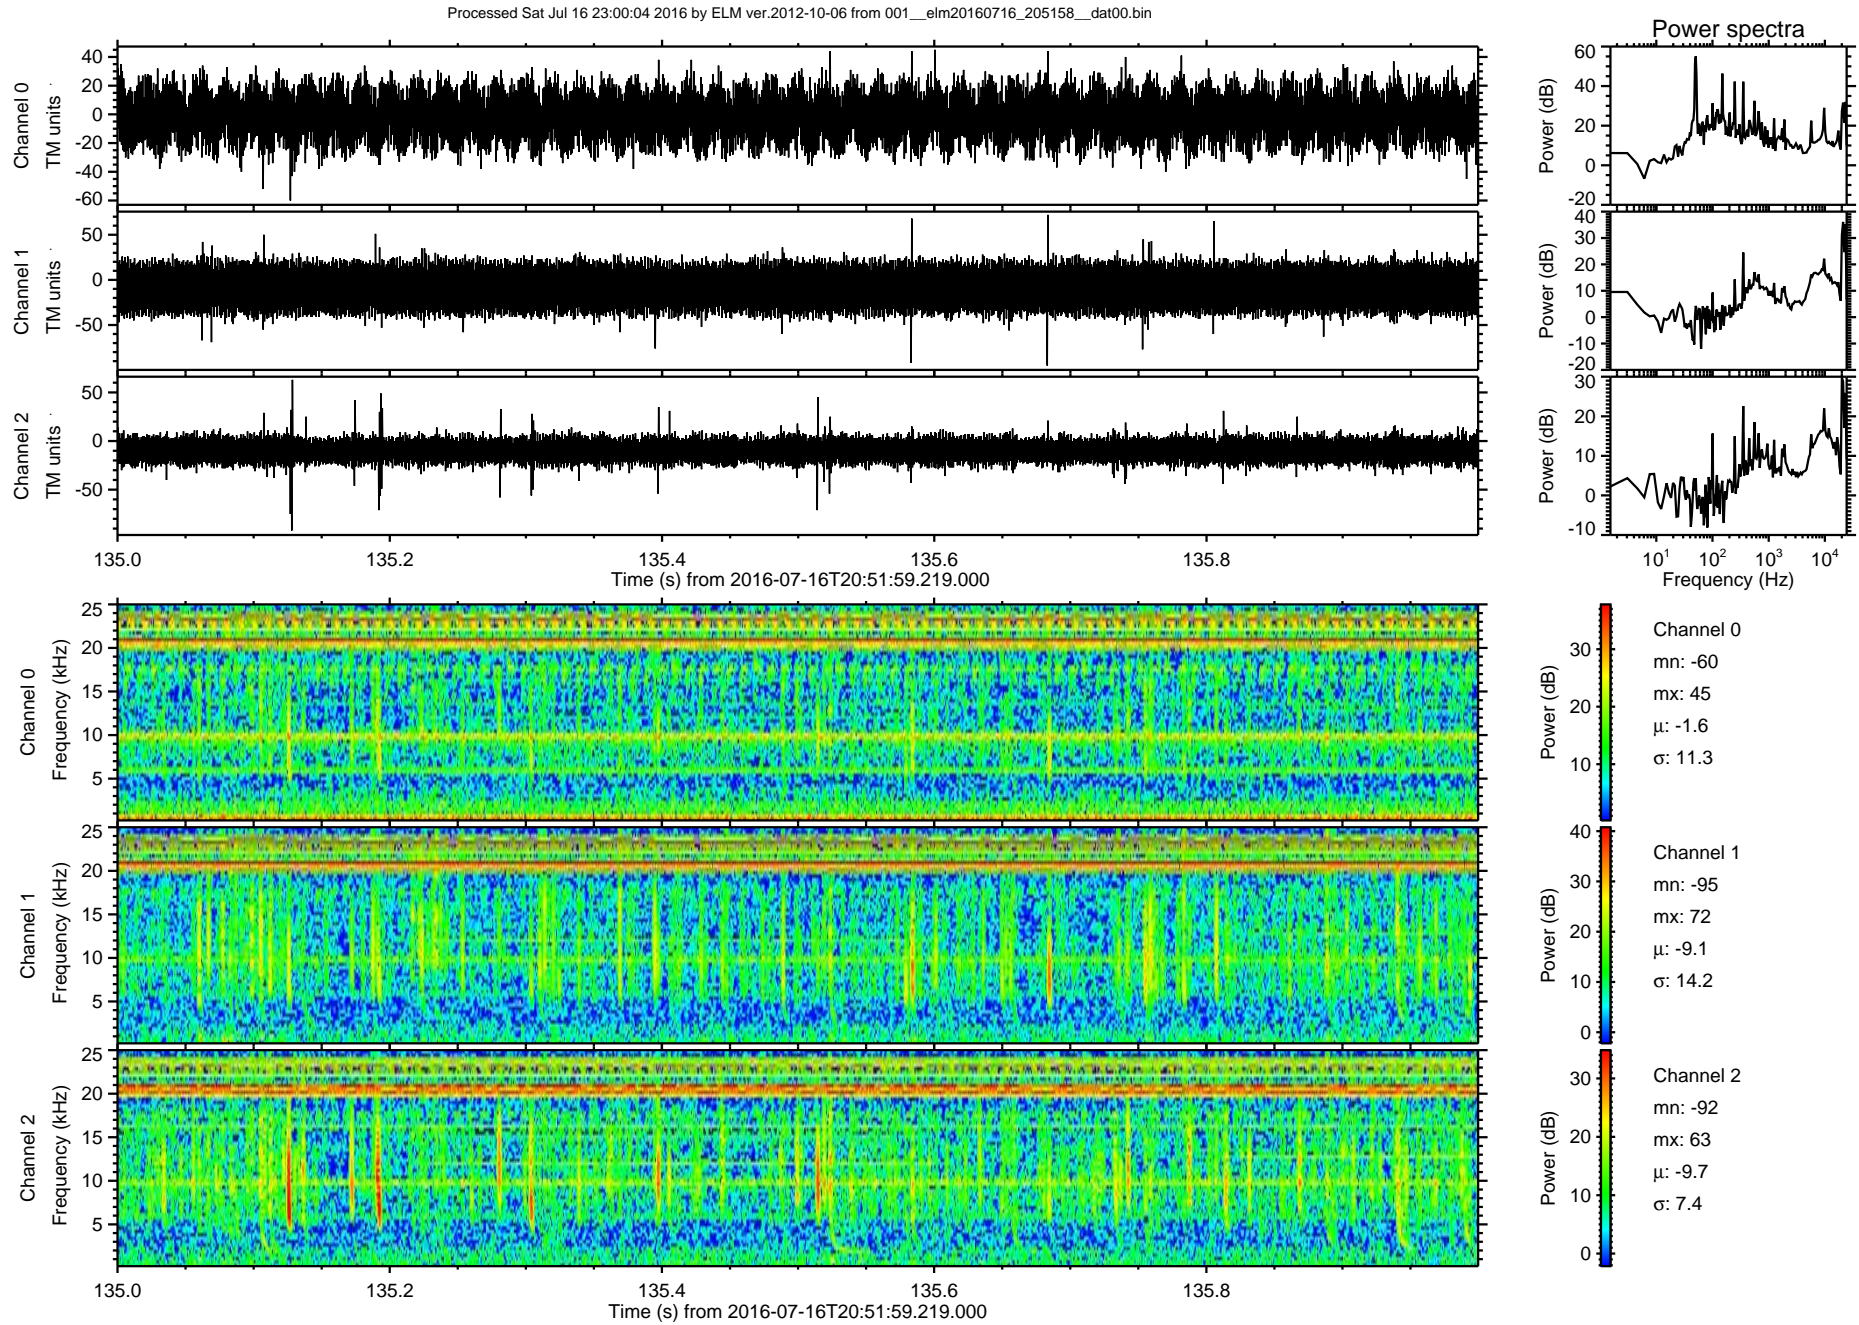 Processed Sat Jul 16 23:00:04 2016 by ELM ver.2012-10-06 from 001__elm20160716_205158__dat00.bin
Power spectra
Channel 0
TM units
40
20
0
-20
-40
-60
Power (dB)
60
40
20
0
-20
Channel 1
TM units
50
0
-50
Power (dB)
40
30
20
10
0
-10
-20
Channel 2
TM units
50
0
-50
Power (dB)
30
20
10
0
-10
135.0 135.2 135.4 135.6 135.8
Time (s) from 2016-07-16T20:51:59.219.000
10¹ 10² 10³ 10⁴
Frequency (Hz)
Channel 0
Frequency (kHz)
25
20
15
10
5
Power (dB)
30
20
10
Channel 0
mn: -60
mx: 45
μ: -1.6
σ: 11.3
Channel 1
Frequency (kHz)
25
20
15
10
5
Power (dB)
40
30
20
10
0
Channel 1
mn: -95
mx: 72
μ: -9.1
σ: 14.2
Channel 2
Frequency (kHz)
25
20
15
10
5
Power (dB)
30
20
10
0
Channel 2
mn: -92
mx: 63
μ: -9.7
σ: 7.4
135.0 135.2 135.4 135.6 135.8
Time (s) from 2016-07-16T20:51:59.219.000